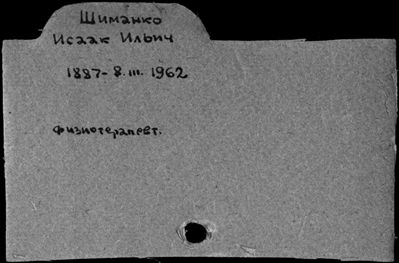 Шиманко
Исаак Ильич
1887- 8.III. 1962
Физиотерапевт.